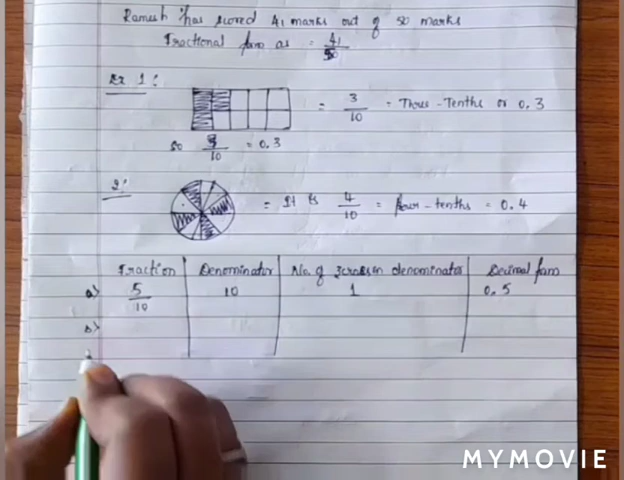 Ramesh has scored 41 marks out of 50 marks
Fractional form as = 41/50
Ex 1:
= 3/10 = Three-Tenths or 0.3
so 3/10 = 0.3
2:
= It is 4/10 = four-tenths = 0.4
Fraction Denominator No. of zeroes in denominator Decimal form
a) 5/10 10 1 0.5
b)
MYMOVIE